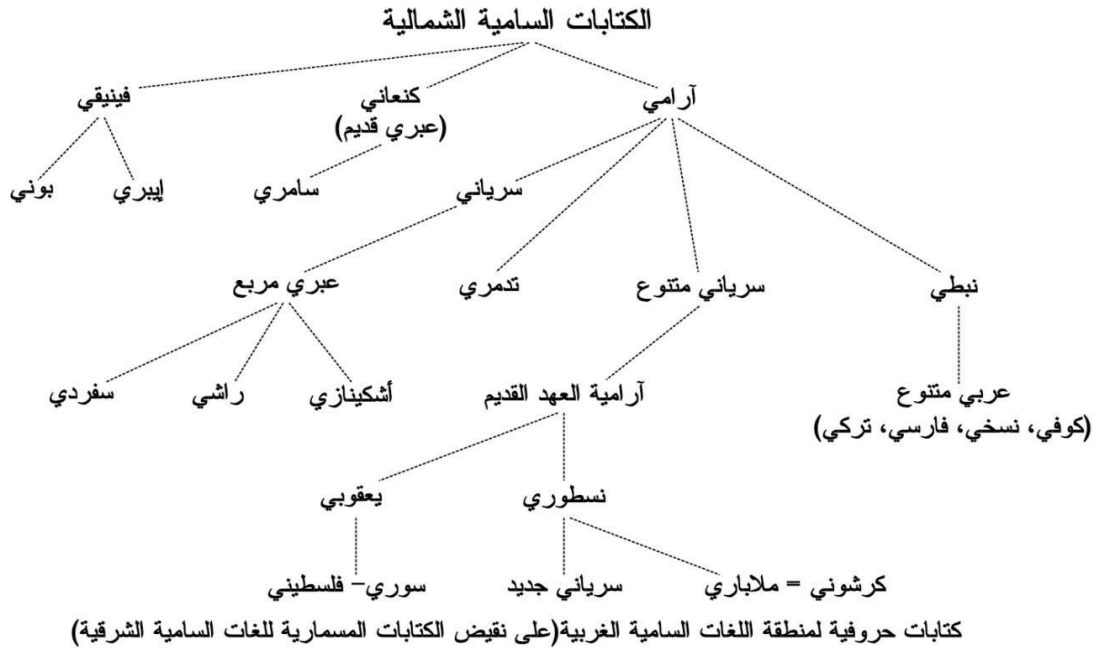 الكتابات السامية الشمالية
آرامي كنعاني فينيقي
(عبري قديم)
سرياني سامري إيبري بوني
نبطي سرياني متنوع تدمري عبري مربع
عربي متنوع آرامية العهد القديم أشكينازي راشي سفردي
(كوفي، نسخي، فارسي، تركي)
نسطوري يعقوبي
كرشوني = ملاباري سرياني جديد سوري– فلسطيني
كتابات حروفية لمنطقة اللغات السامية الغربية(على نقيض الكتابات المسمارية للغات السامية الشرقية)